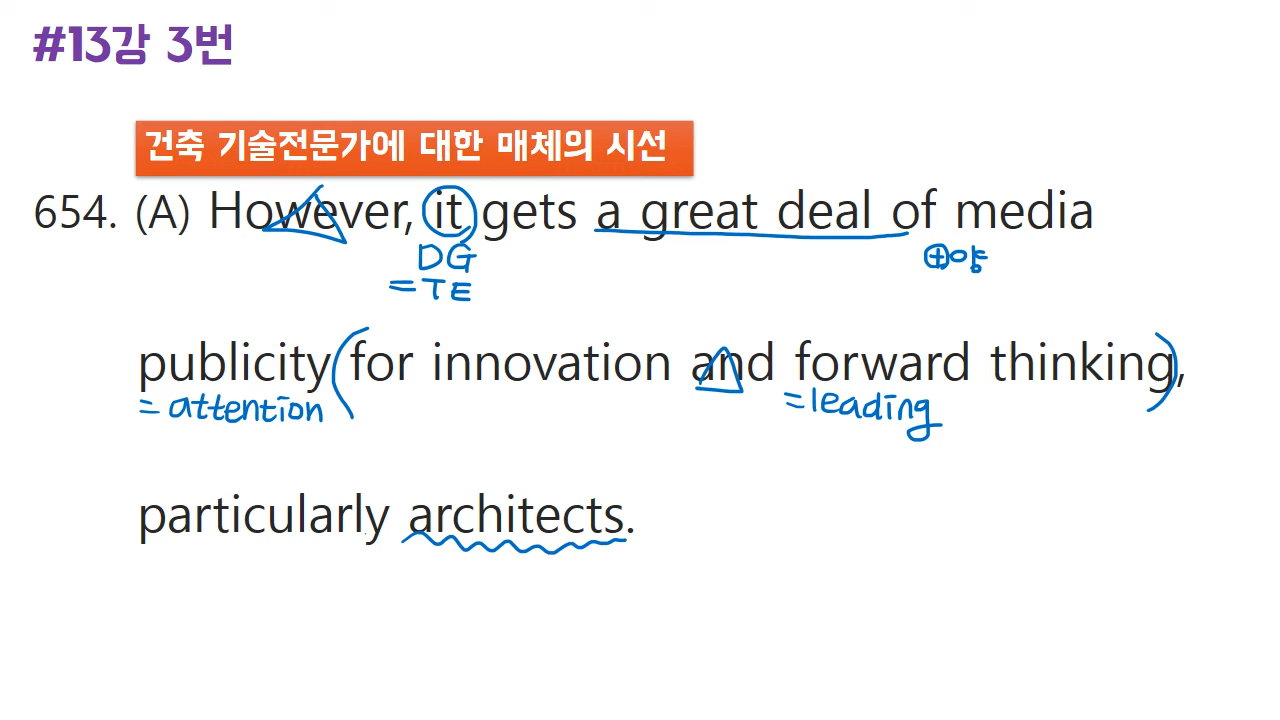 #13강 3번
건축 기술전문가에 대한 매체의 시선
654. (A) However, it gets a great deal of media
DG
⊕양
= TE
publicity for innovation and forward thinking,
= attention
= leading
particularly architects.